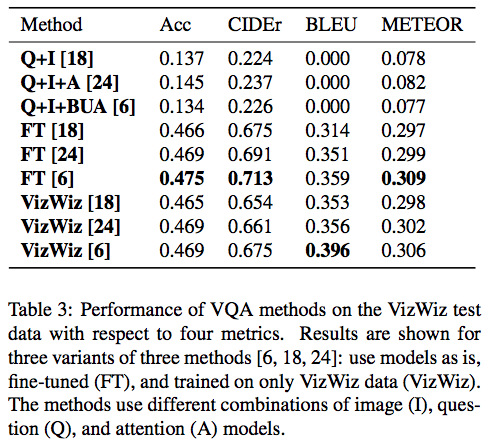 Method Acc CIDEr BLEU METEOR
Q+I [18] 0.137 0.224 0.000 0.078
Q+I+A [24] 0.145 0.237 0.000 0.082
Q+I+BUA [6] 0.134 0.226 0.000 0.077
FT [18] 0.466 0.675 0.314 0.297
FT [24] 0.469 0.691 0.351 0.299
FT [6] 0.475 0.713 0.359 0.309
VizWiz [18] 0.465 0.654 0.353 0.298
VizWiz [24] 0.469 0.661 0.356 0.302
VizWiz [6] 0.469 0.675 0.396 0.306
Table 3: Performance of VQA methods on the VizWiz test
data with respect to four metrics. Results are shown for
three variants of three methods [6, 18, 24]: use models as is,
fine-tuned (FT), and trained on only VizWiz data (VizWiz).
The methods use different combinations of image (I), ques-
tion (Q), and attention (A) models.